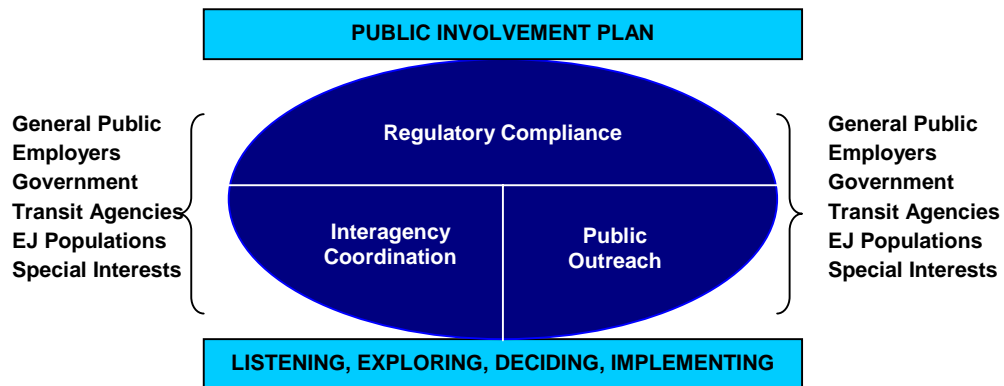 PUBLIC INVOLVEMENT PLAN
General Public
Employers
Government
Transit Agencies
EJ Populations
Special Interests
Regulatory Compliance
Interagency
Coordination
Public
Outreach
General Public
Employers
Government
Transit Agencies
EJ Populations
Special Interests
LISTENING, EXPLORING, DECIDING, IMPLEMENTING